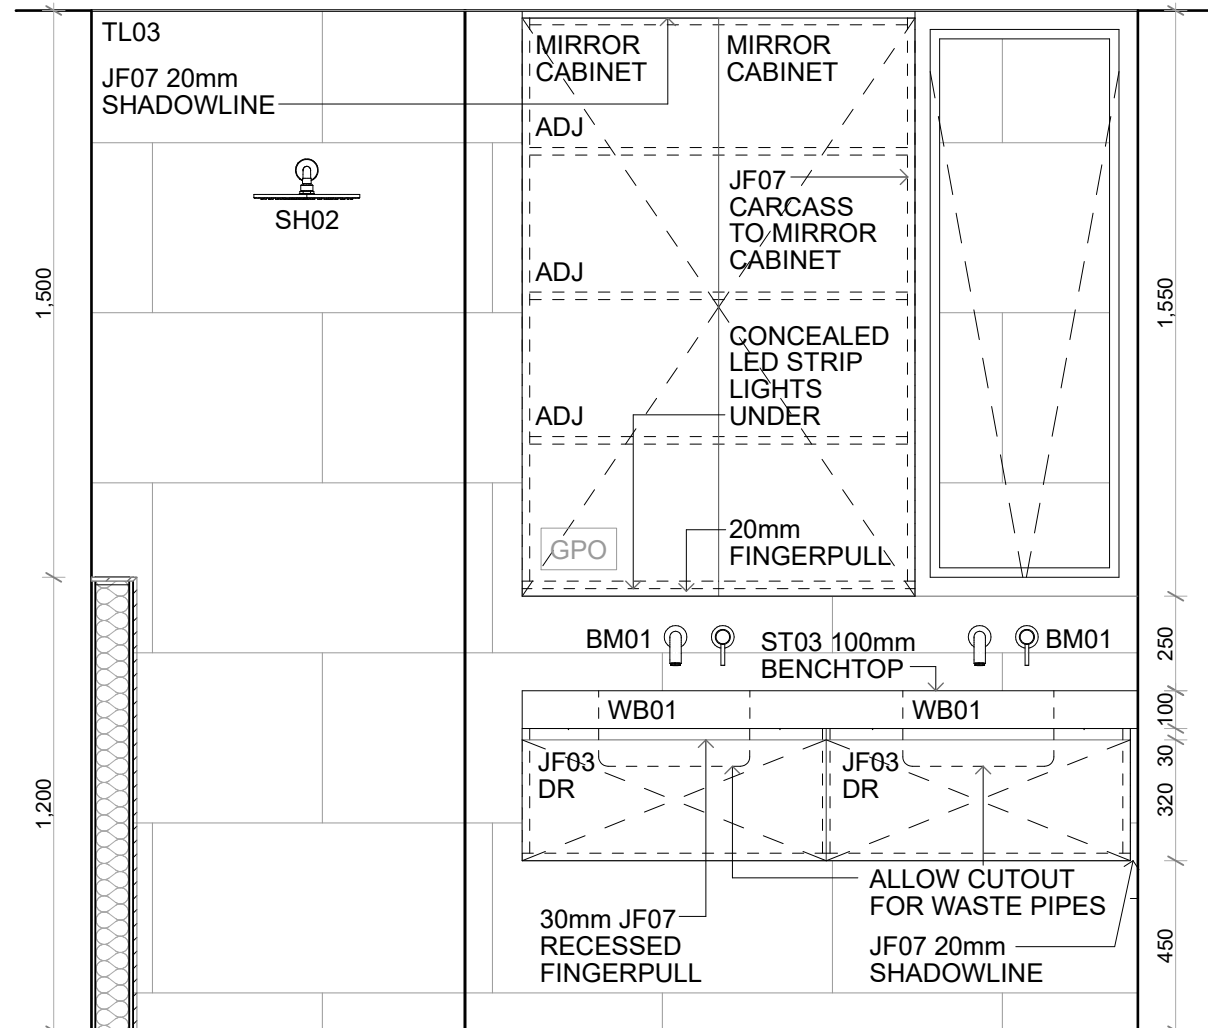 TL03
JF07 20mm
SHADOWLINE
SH02
MIRROR
CABINET
MIRROR
CABINET
ADJ
JF07
CARCASS
TO MIRROR
CABINET
ADJ
CONCEALED
LED STRIP
LIGHTS
UNDER
ADJ
GPO
20mm
FINGERPULL
BM01
ST03 100mm
BENCHTOP
BM01
WB01
WB01
JF03
DR
JF03
DR
ALLOW CUTOUT
FOR WASTE PIPES
30mm JF07
RECESSED
FINGERPULL
JF07 20mm
SHADOWLINE
1,500
1,200
1,550
250
100
30
320
450